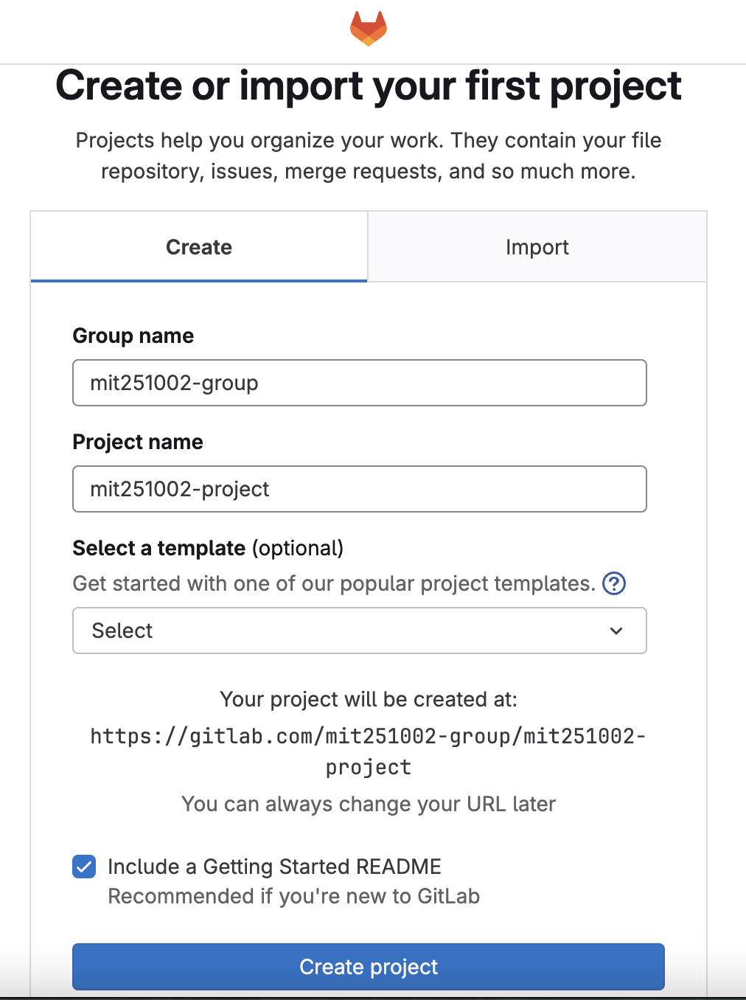 Create or import your first project
Projects help you organize your work. They contain your file
repository, issues, merge requests, and so much more.
Create
Import
Group name
mit251002-group
Project name
mit251002-project
Select a template (optional)
Get started with one of our popular project templates. ?
Select
Your project will be created at:
https://gitlab.com/mit251002-group/mit251002-
project
You can always change your URL later
Include a Getting Started README
Recommended if you're new to GitLab
Create project